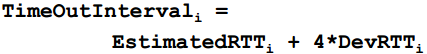 TimeOutIntervalᵢ =
EstimatedRTTᵢ + 4*DevRTTᵢ